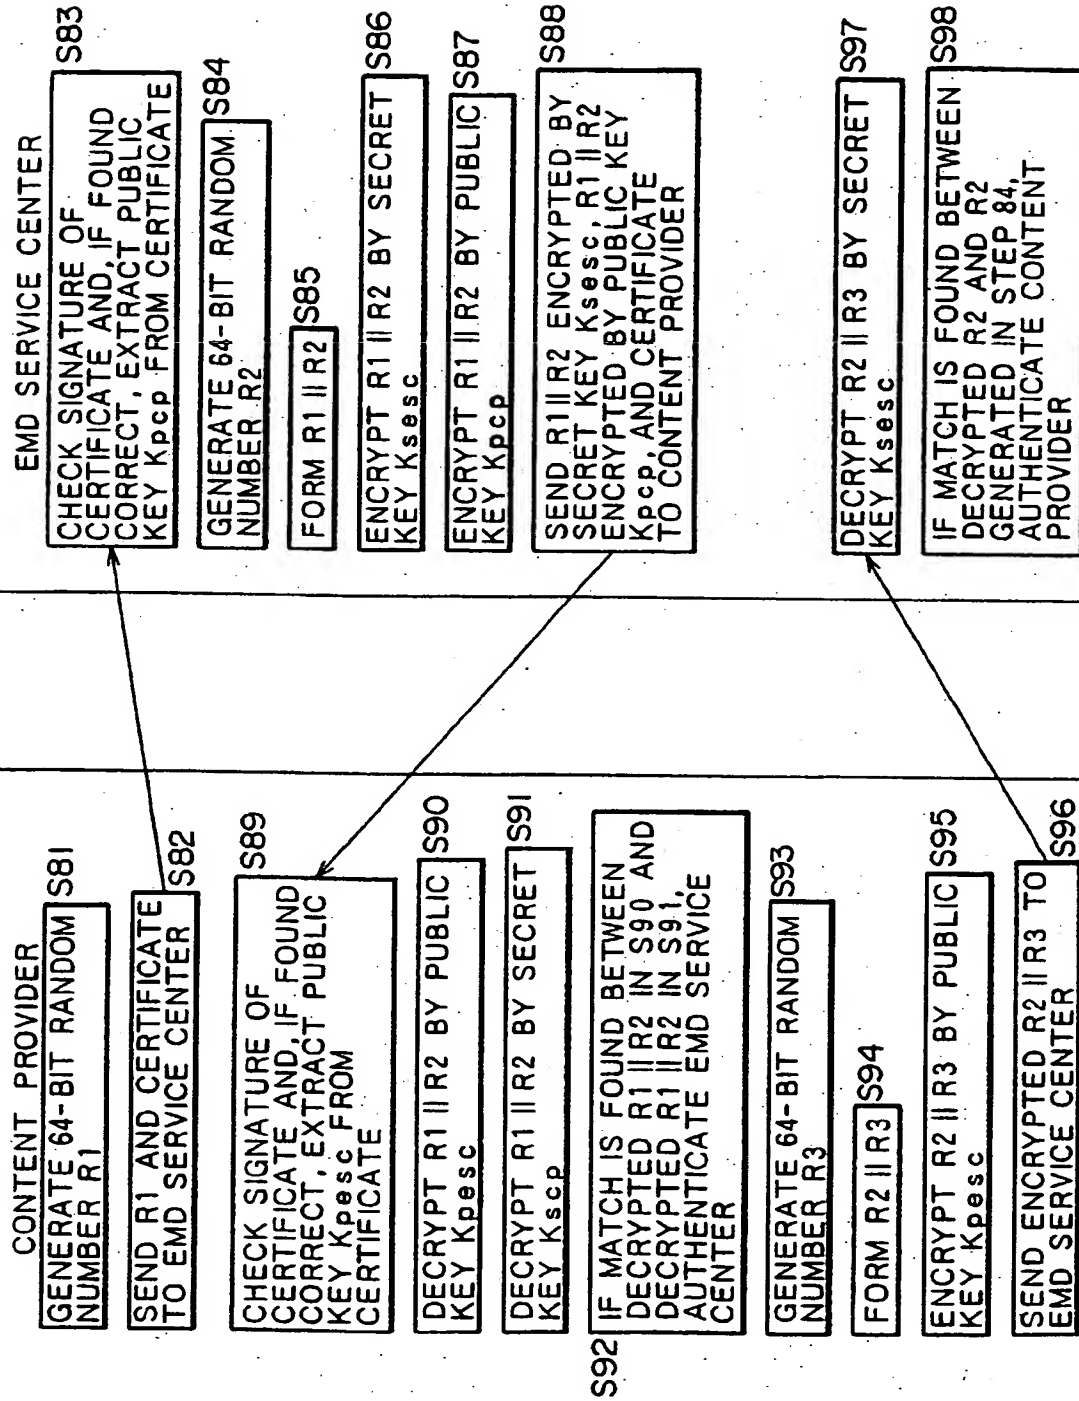 CONTENT PROVIDER
GENERATE 64-BIT RANDOM
NUMBER R1
S81
SEND R1 AND CERTIFICATE
TO EMD SERVICE CENTER
S82
CHECK SIGNATURE OF
CERTIFICATE AND, IF FOUND
CORRECT, EXTRACT PUBLIC
KEY Kpesc FROM
CERTIFICATE
S89
DECRYPT R1 || R2 BY PUBLIC
KEY Kpesc
S90
DECRYPT R1 || R2 BY SECRET
KEY Kscp
S91
S92
IF MATCH IS FOUND BETWEEN
DECRYPTED R1 || R2 IN S90 AND
DECRYPTED R1 || R2 IN S91,
AUTHENTICATE EMD SERVICE
CENTER
GENERATE 64-BIT RANDOM
NUMBER R3
S93
FORM R2 || R3
S94
ENCRYPT R2 || R3 BY PUBLIC
KEY Kpesc
S95
SEND ENCRYPTED R2 || R3 TO
EMD SERVICE CENTER
S96
EMD SERVICE CENTER
CHECK SIGNATURE OF
CERTIFICATE AND, IF FOUND
CORRECT, EXTRACT PUBLIC
KEY Kpcp FROM CERTIFICATE
S83
GENERATE 64-BIT RANDOM
NUMBER R2
S84
FORM R1 || R2
S85
ENCRYPT R1 || R2 BY SECRET
KEY Ksesc
S86
ENCRYPT R1 || R2 BY PUBLIC
KEY Kpcp
S87
SEND R1 || R2 ENCRYPTED BY
SECRET KEY Ksesc, R1 || R2
ENCRYPTED BY PUBLIC KEY
Kpcp, AND CERTIFICATE
TO CONTENT PROVIDER
S88
DECRYPT R2 || R3 BY SECRET
KEY Ksesc
S97
IF MATCH IS FOUND BETWEEN
DECRYPTED R2 AND R2
GENERATED IN STEP 84,
AUTHENTICATE CONTENT
PROVIDER
S98